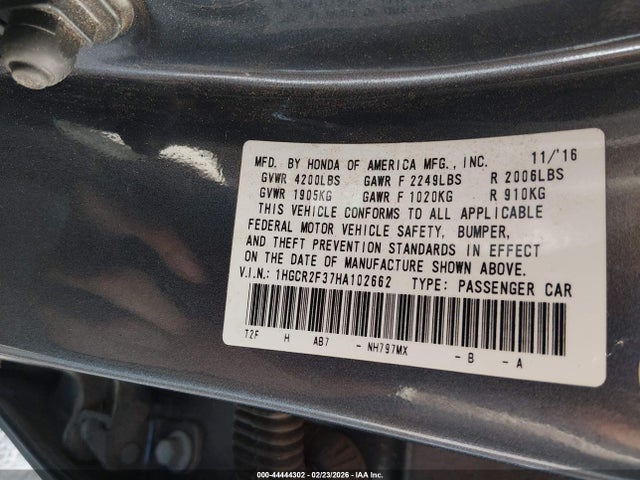 MFD. BY HONDA OF AMERICA MFG., INC. 11/'16
GVWR 4200LBS GAWR F 2249LBS R 2006LBS
GVWR 1905KG GAWR F 1020KG R 910KG
THIS VEHICLE CONFORMS TO ALL APPLICABLE
FEDERAL MOTOR VEHICLE SAFETY, BUMPER,
AND THEFT PREVENTION STANDARDS IN EFFECT
ON THE DATE OF MANUFACTURE SHOWN ABOVE.
V.I.N.: 1HGCR2F37HA102662 TYPE: PASSENGER CAR
T2F H AB7 - NH797MX - B - A
000-44444302 - 02/23/2026 - IAA Inc.